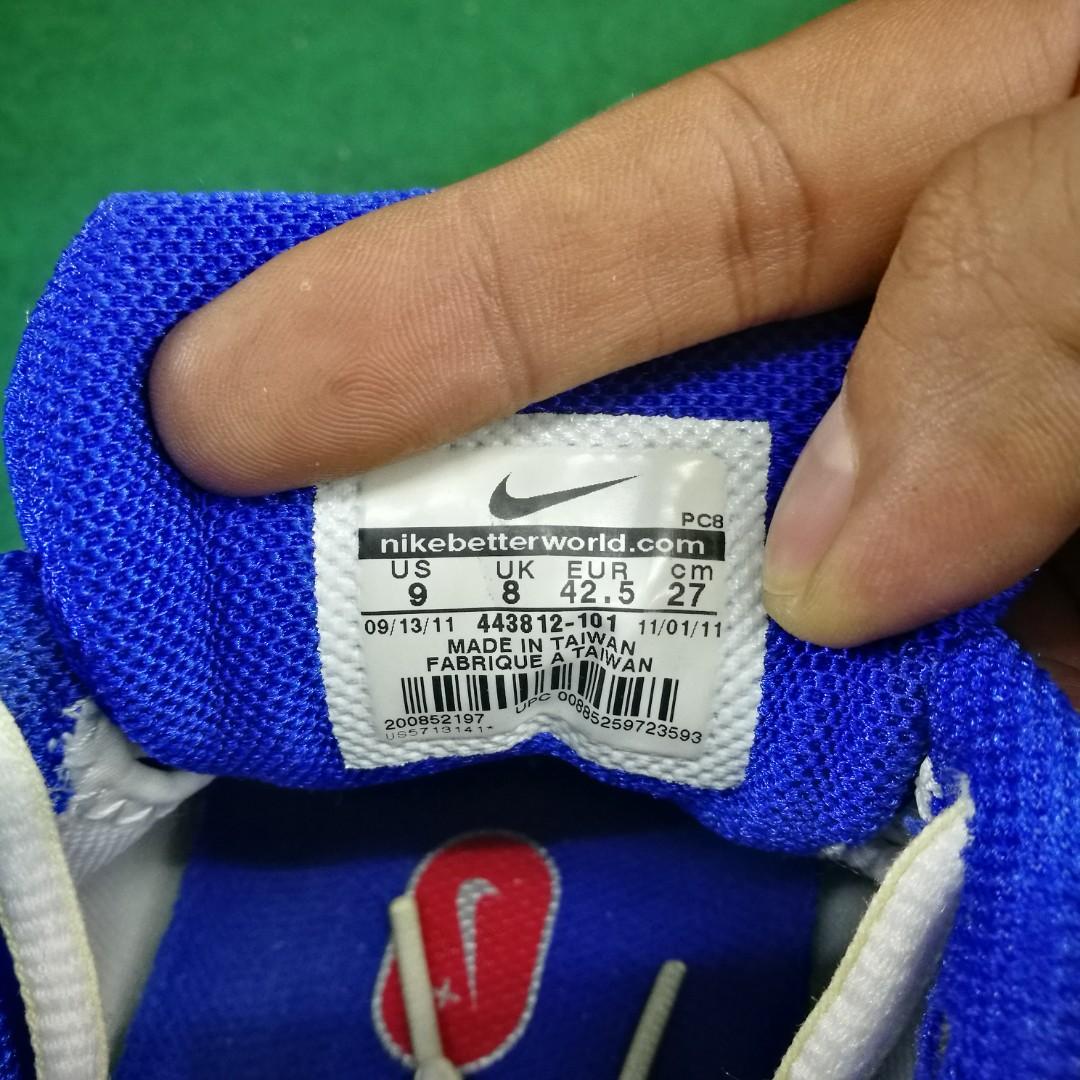 PC8
nikebetterworld.com
US UK EUR cm
9 8 42.5 27
09/13/11 443812-101 11/01/11
MADE IN TAIWAN
FABRIQUE A TAIWAN
200852197 UPC 00885259723593
US5713141*
x